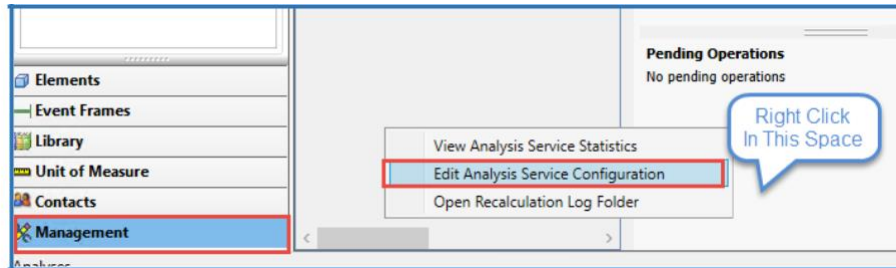 Pending Operations
No pending operations
Elements
Event Frames
Library
Unit of Measure
Contacts
Management
Analyses
View Analysis Service Statistics
Edit Analysis Service Configuration
Open Recalculation Log Folder
Right Click
In This Space